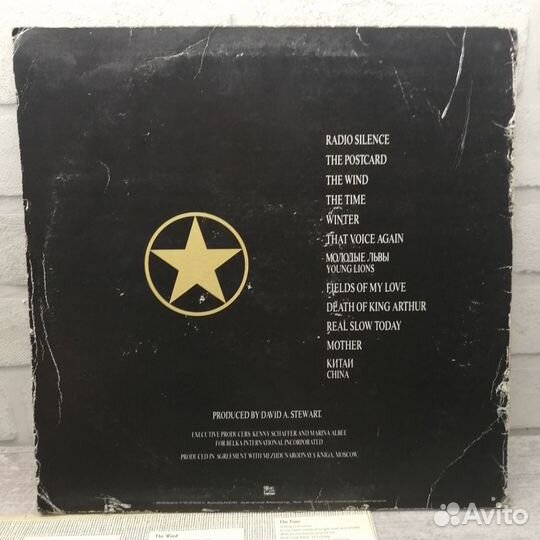 RADIO SILENCE
THE POSTCARD
THE WIND
THE TIME
WINTER
THAT VOICE AGAIN
МОЛОДЫЕ ЛЬВЫ
YOUNG LIONS
FIELDS OF MY LOVE
DEATH OF KING ARTHUR
REAL SLOW TODAY
MOTHER
КИТАЙ
CHINA
PRODUCED BY DAVID A. STEWART.
EXECUTIVE PRODUCERS: KENNY SCHAFFER AND MARINA ALBEE
FOR BELKA INTERNATIONAL INCORPORATED
PRODUCED IN AGREEMENT WITH MEZHDUNARODNAYA KNIGA, MOSCOW.
The Wind
The Time
Avito